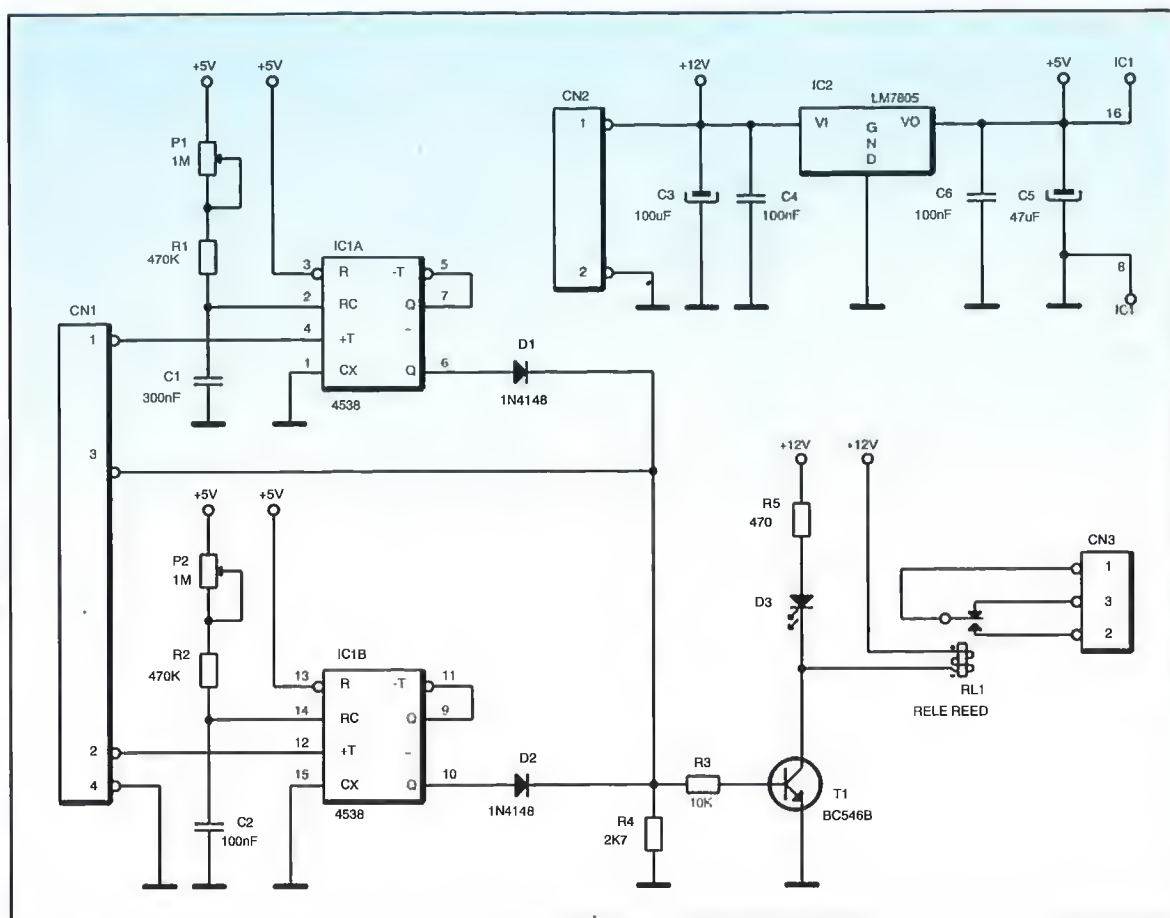 +5V
+5V
P1
1M
R1
470K
IC1A
3
R
-T
5
2
RC
Q
7
4
+T
-
1
CX
Q
6
4538
C1
300nF
CN1
1
3
2
4
D1
1N4148
+12V
CN2
1
2
IC2
LM7805
VI
GND
VO
C3
100uF
C4
100nF
C6
100nF
+5V
C5
47uF
IC1
16
8
IC1
+5V
+5V
P2
1M
R2
470K
IC1B
13
R
-T
11
14
RC
Q
9
12
+T
-
15
CX
Q
10
4538
C2
100nF
D2
1N4148
R3
10K
R4
2K7
+12V
+12V
R5
470
D3
T1
BC546B
RL1
RELE REED
CN3
1
3
2